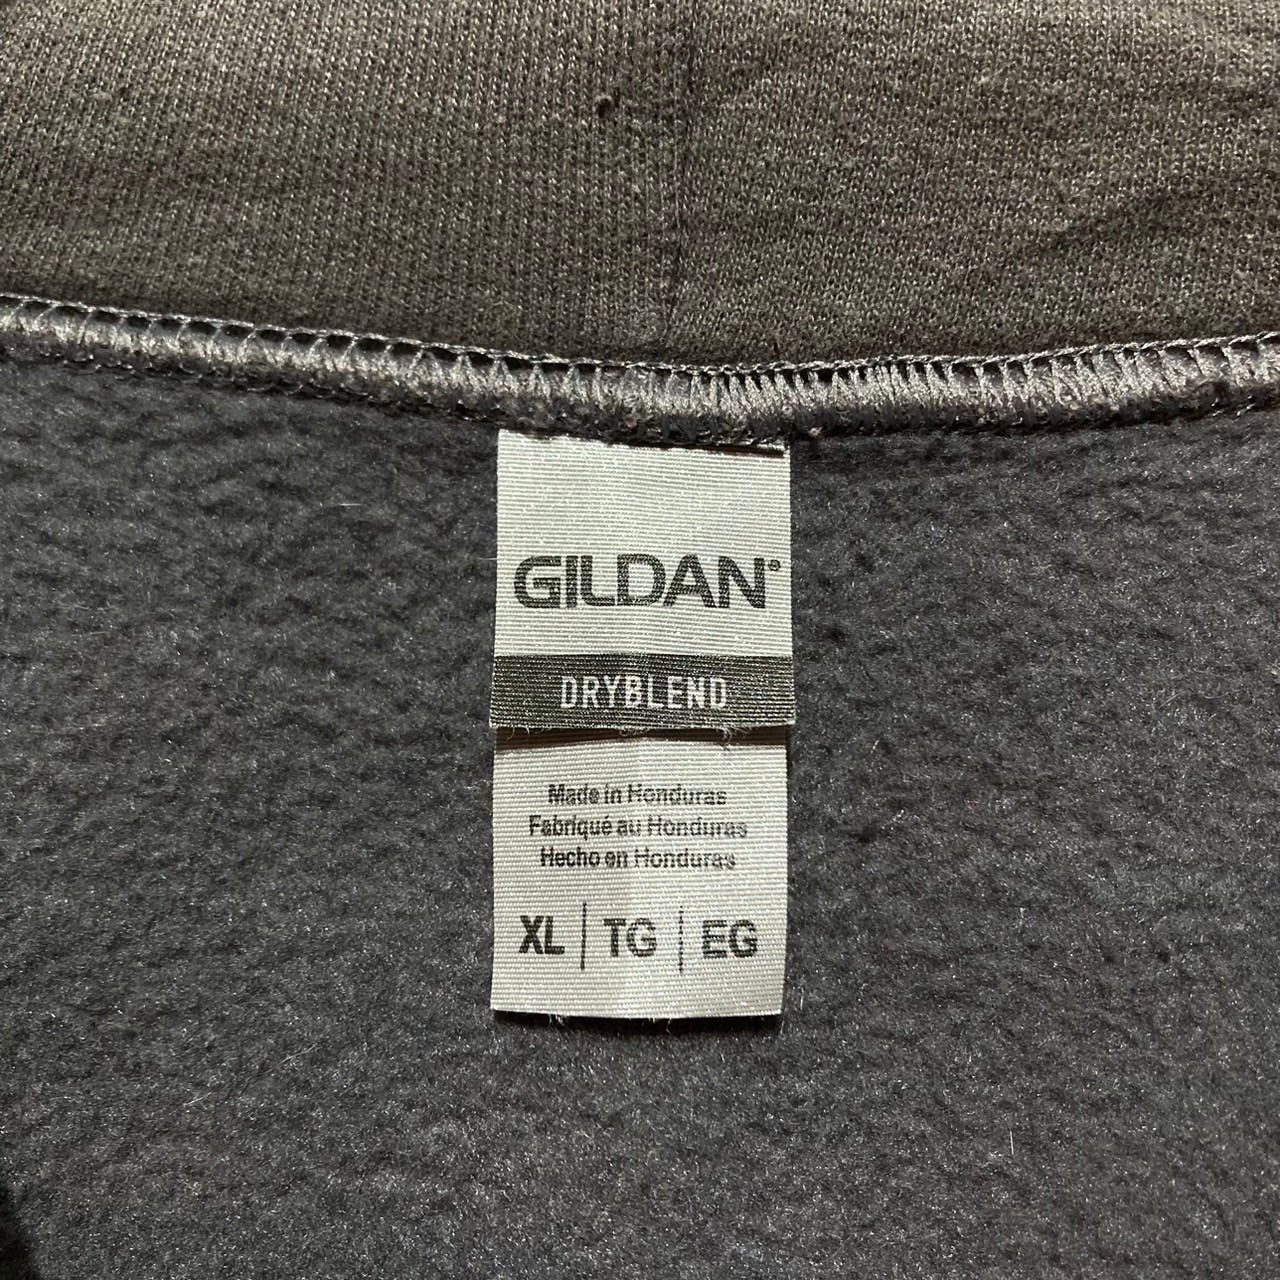 GILDAN®
DRYBLEND
Made in Honduras
Fabriqué au Honduras
Hecho en Honduras
XL | TG | EG